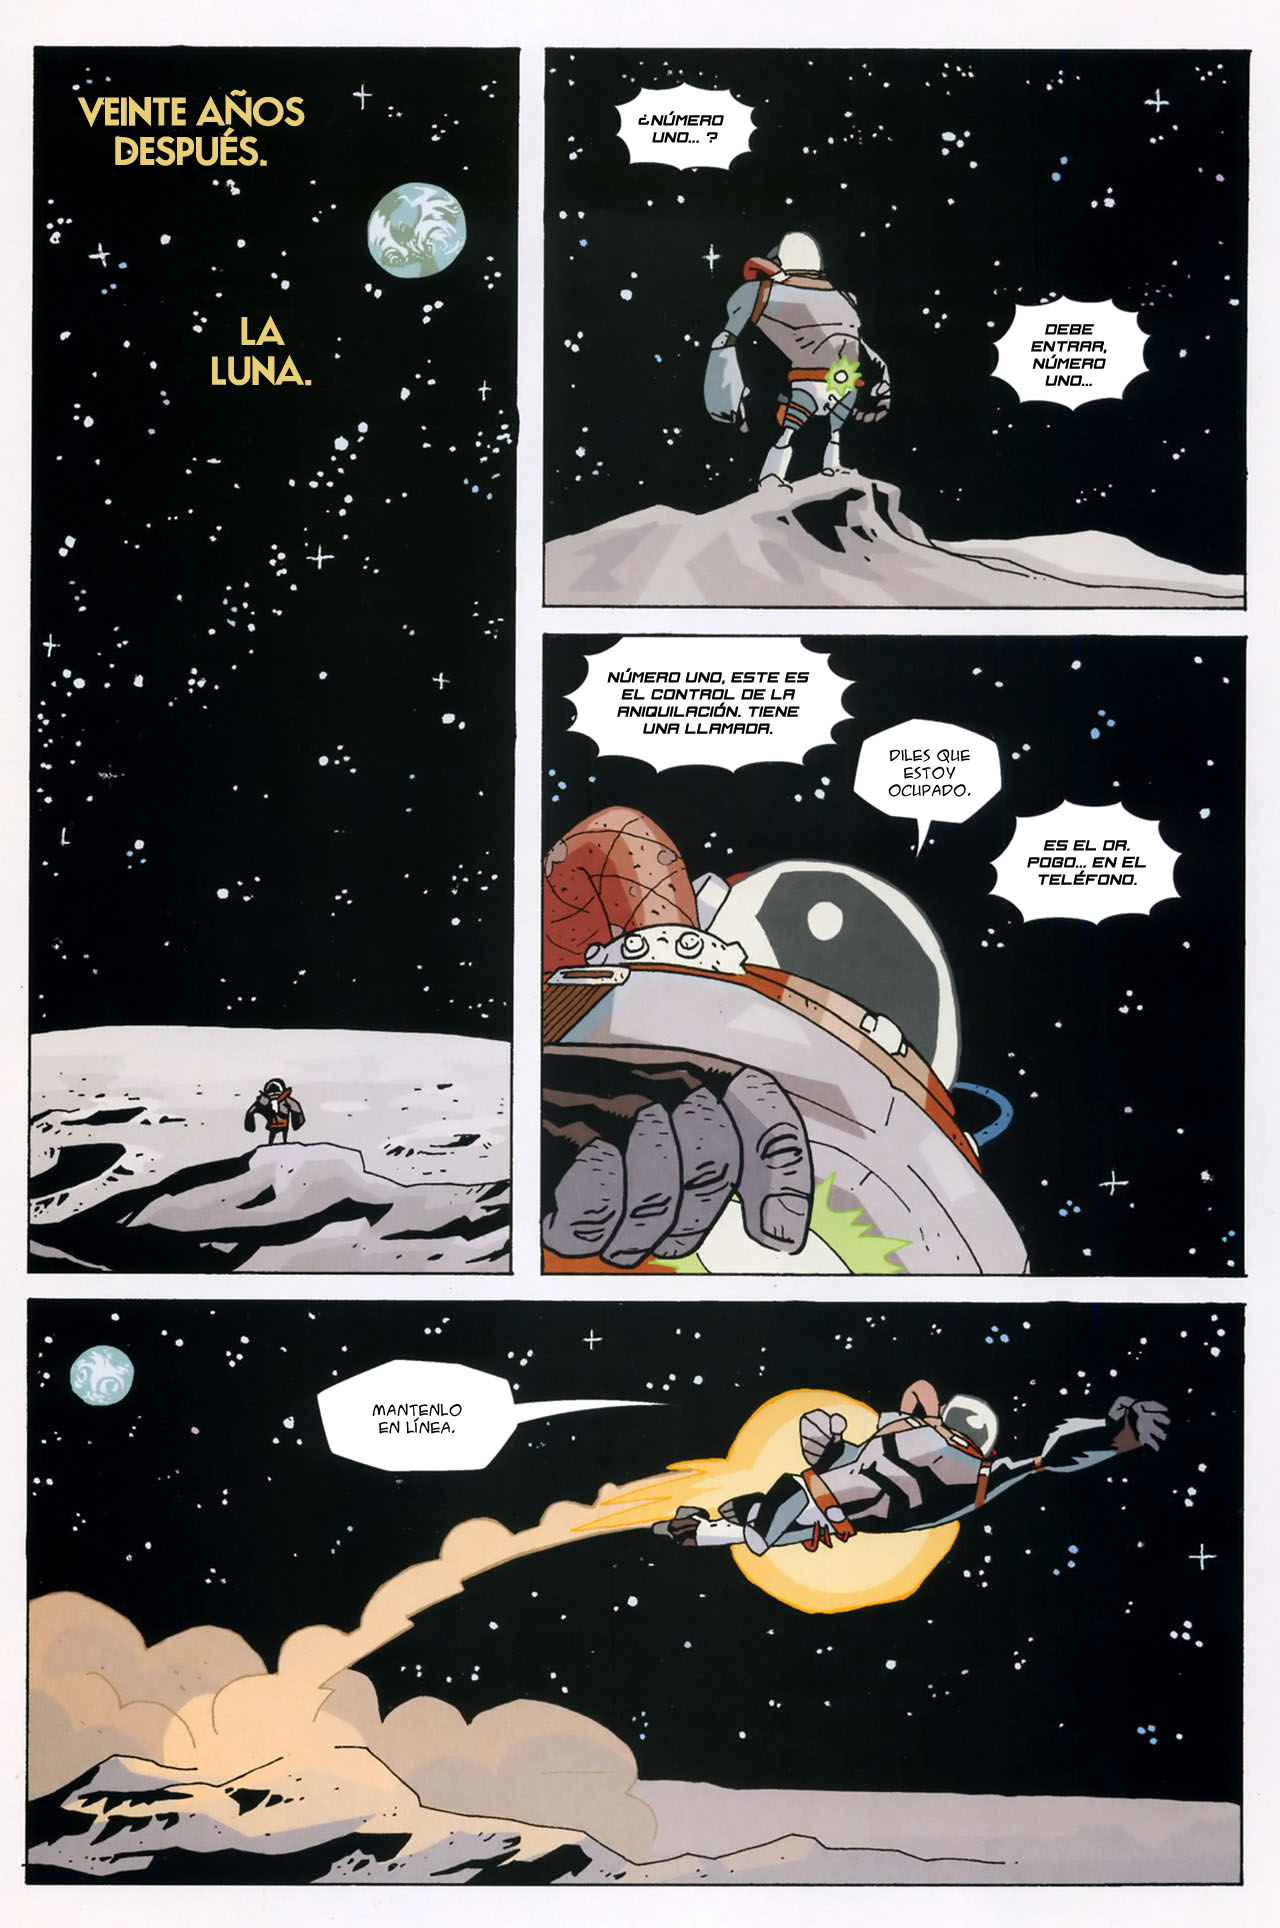 VEINTE AÑOS
DESPUÉS.
LA
LUNA.
¿NÚMERO
UNO... ?
DEBE
ENTRAR,
NÚMERO
UNO...
NÚMERO UNO, ESTE ES
EL CONTROL DE LA
ANIQUILACIÓN. TIENE
UNA LLAMADA.
DILES QUE
ESTOY
OCUPADO.
ES EL DR.
POGO... EN EL
TELÉFONO.
MANTENLO
EN LÍNEA.